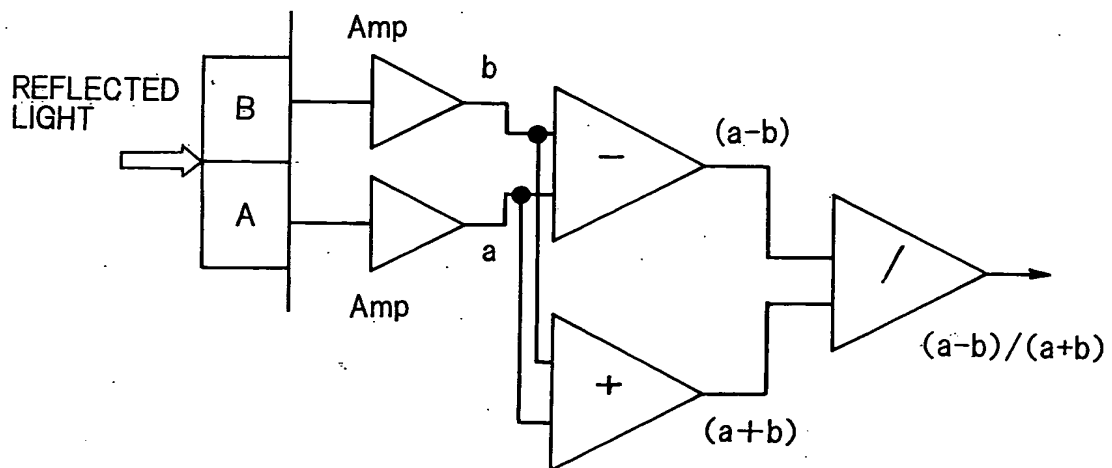 Amp
b
REFLECTED
LIGHT
B
(a-b)
−
A
/
a
Amp
(a-b)/(a+b)
+
(a+b)